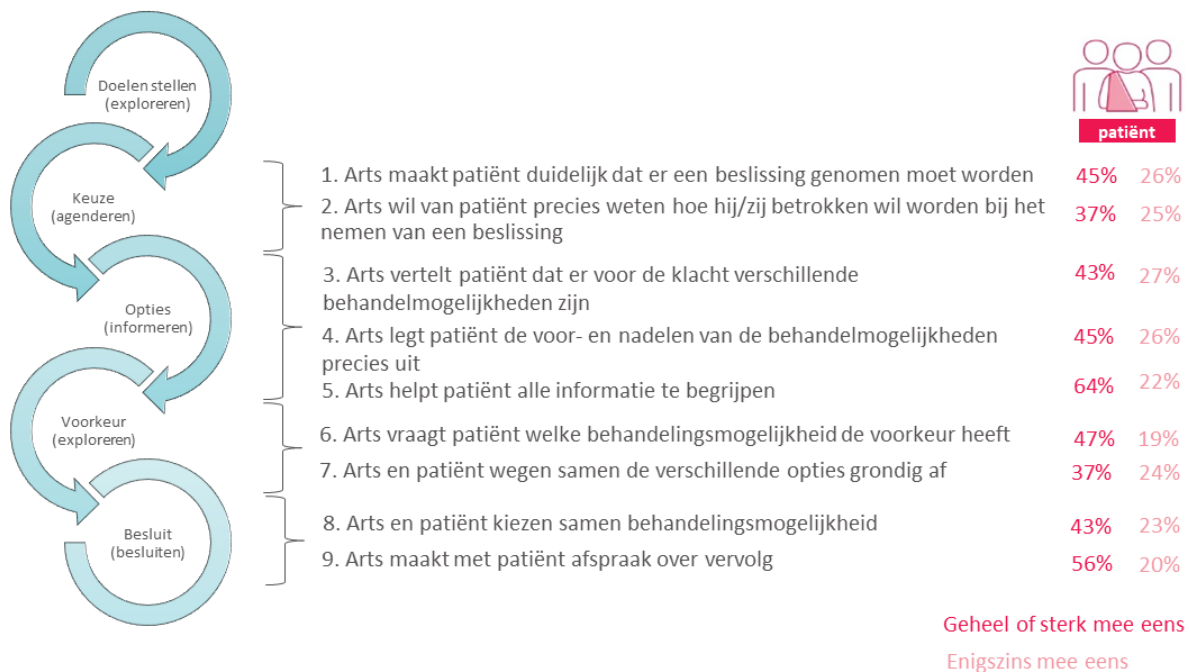 Doelen stellen
(exploreren)
patiënt
Keuze
(agenderen)
1. Arts maakt patiënt duidelijk dat er een beslissing genomen moet worden 45% 26%
2. Arts wil van patiënt precies weten hoe hij/zij betrokken wil worden bij het
nemen van een beslissing 37% 25%
Opties
(informeren)
3. Arts vertelt patiënt dat er voor de klacht verschillende
behandelmogelijkheden zijn 43% 27%
4. Arts legt patiënt de voor- en nadelen van de behandelmogelijkheden
precies uit 45% 26%
5. Arts helpt patiënt alle informatie te begrijpen 64% 22%
Voorkeur
(exploreren)
6. Arts vraagt patiënt welke behandelingsmogelijkheid de voorkeur heeft 47% 19%
7. Arts en patiënt wegen samen de verschillende opties grondig af 37% 24%
Besluit
(besluiten)
8. Arts en patiënt kiezen samen behandelingsmogelijkheid 43% 23%
9. Arts maakt met patiënt afspraak over vervolg 56% 20%
Geheel of sterk mee eens
Enigszins mee eens